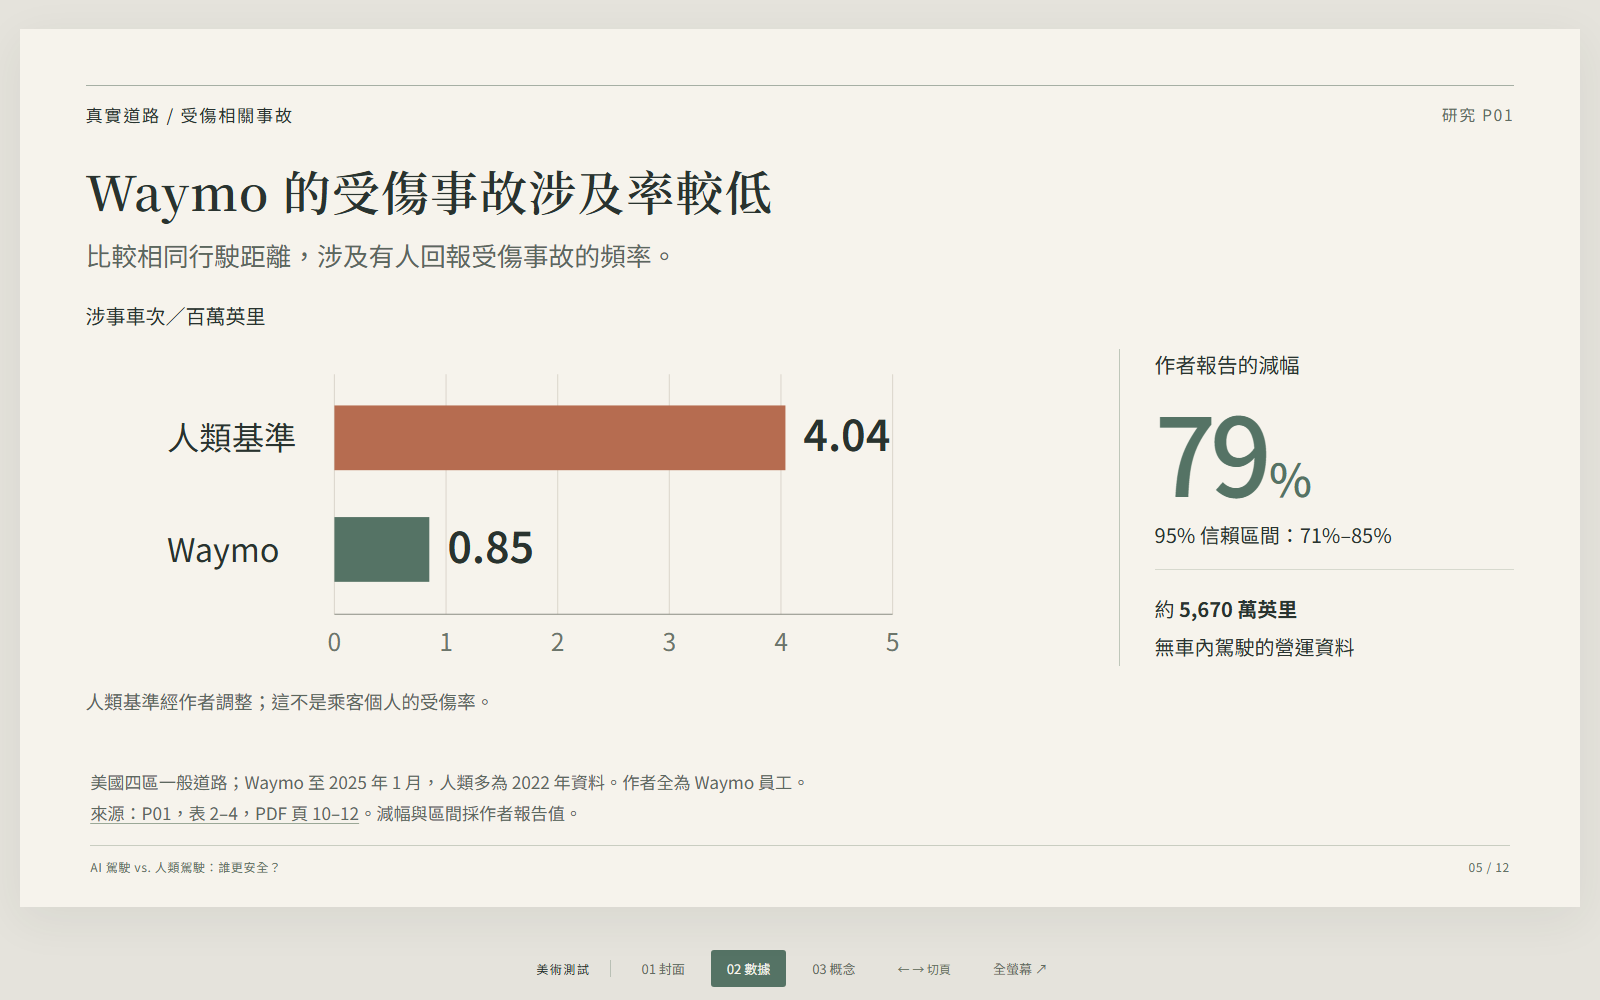 真實道路 / 受傷相關事故
研究 P01
Waymo 的受傷事故涉及率較低
比較相同行駛距離，涉及有人回報受傷事故的頻率。
涉事車次／百萬英里
人類基準
4.04
Waymo
0.85
0 1 2 3 4 5
作者報告的減幅
79%
95% 信賴區間：71%–85%
約 5,670 萬英里
無車內駕駛的營運資料
人類基準經作者調整；這不是乘客個人的受傷率。
美國四區一般道路；Waymo 至 2025 年 1 月，人類多為 2022 年資料。作者全為 Waymo 員工。
來源：P01，表 2–4，PDF 頁 10–12。減幅與區間採作者報告值。
AI 駕駛 vs. 人類駕駛：誰更安全？
05 / 12
美術測試 01 封面 02 數據 03 概念 ←→切頁 全螢幕 ↗